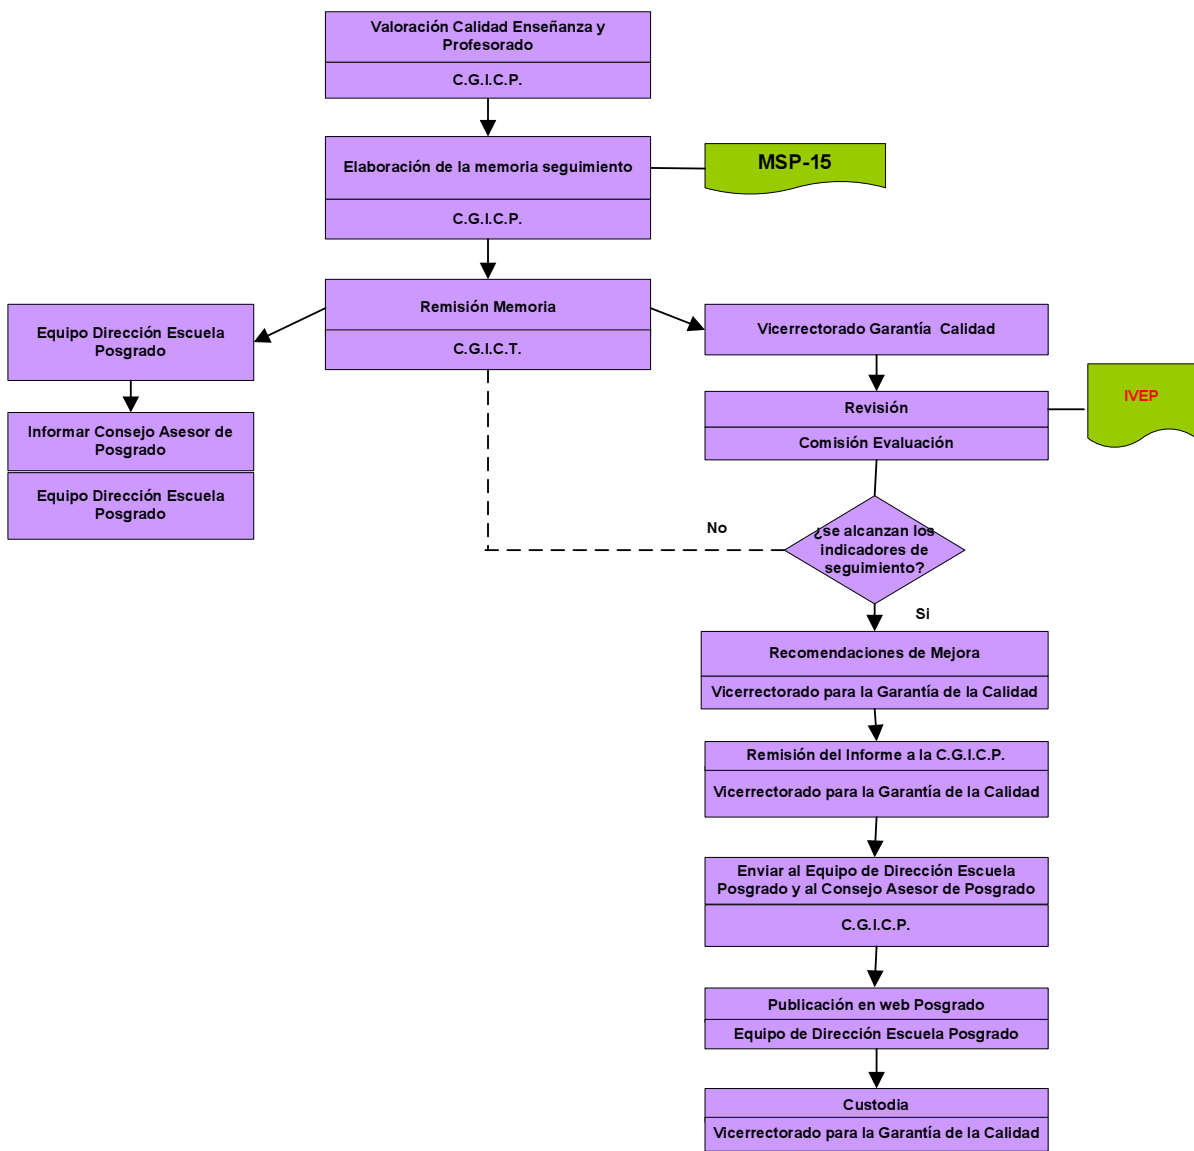 Valoración Calidad Enseñanza y
Profesorado
C.G.I.C.P.
Elaboración de la memoria seguimiento
C.G.I.C.P.
MSP-15
Remisión Memoria
C.G.I.C.T.
Equipo Dirección Escuela
Posgrado
Informar Consejo Asesor de
Posgrado
Equipo Dirección Escuela
Posgrado
Vicerrectorado Garantía  Calidad
Revisión
Comisión Evaluación
IVEP
¿se alcanzan los
indicadores de
seguimiento?
No
Si
Recomendaciones de Mejora
Vicerrectorado para la Garantía de la Calidad
Remisión del Informe a la C.G.I.C.P.
Vicerrectorado para la Garantía de la Calidad
Enviar al Equipo de Dirección Escuela
Posgrado y al Consejo Asesor de Posgrado
C.G.I.C.P.
Publicación en web Posgrado
Equipo de Dirección Escuela Posgrado
Custodia
Vicerrectorado para la Garantía de la Calidad